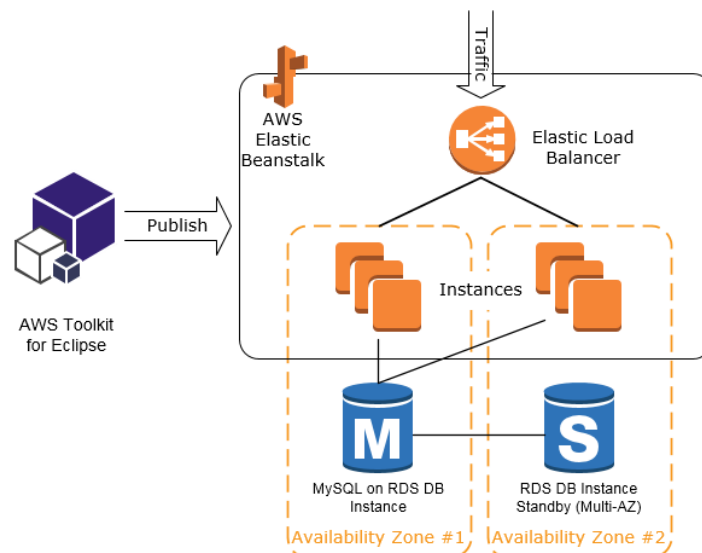 Traffic
AWS
Elastic
Beanstalk
Elastic Load
Balancer
Publish
Instances
AWS Toolkit
for Eclipse
M
S
MySQL on RDS DB
Instance
RDS DB Instance
Standby (Multi-AZ)
Availability Zone #1
Availability Zone #2